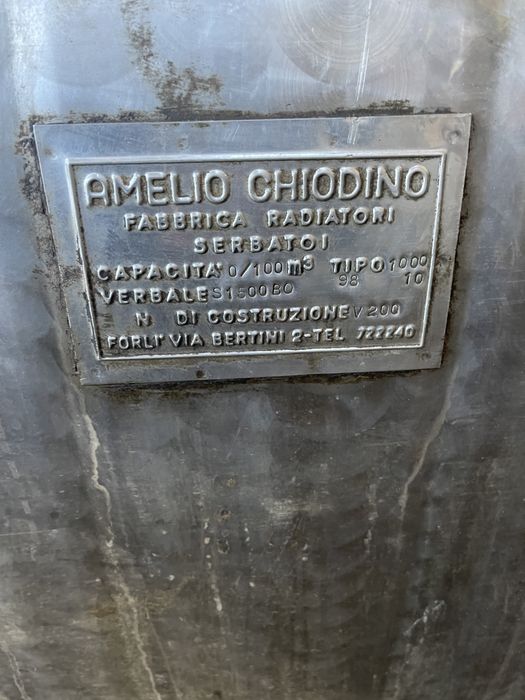 AMELIO CHIODINO
FABBRICA RADIATORI
SERBATOI
CAPACITÀ 0/100 m³ TIPO 1000
VERBALE S1500BO 98 10
N DI COSTRUZIONE V200
FORLI' VIA BERTINI 2-TEL 722240